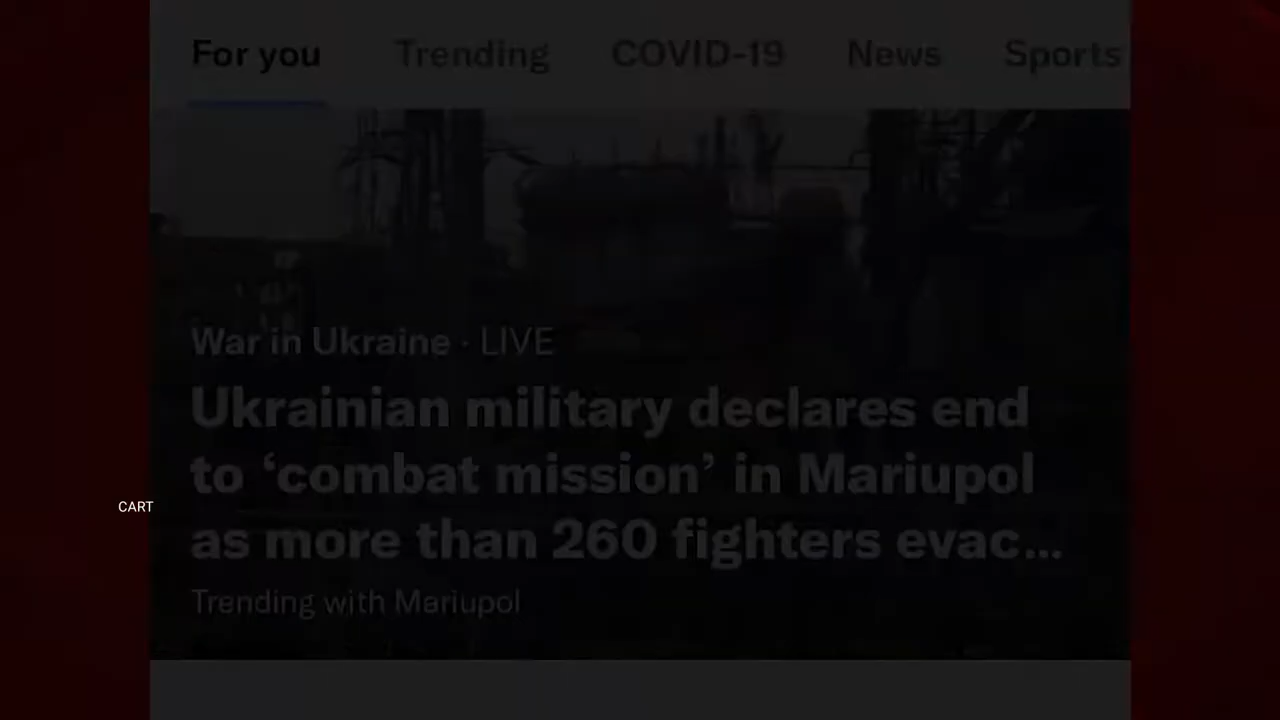 For you Trending COVID-19 News Sports
War in Ukraine · LIVE
Ukrainian military declares end
to ‘combat mission’ in Mariupol
CART
as more than 260 fighters evac...
Trending with Mariupol